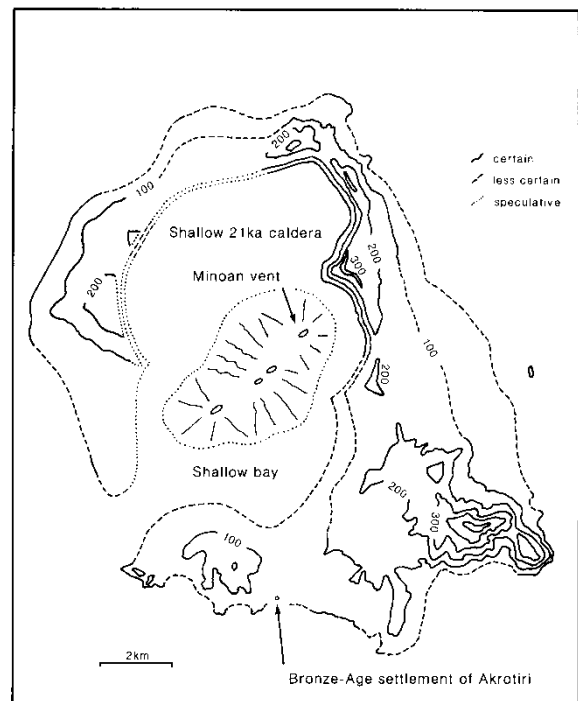 200
certain
less certain
speculative
100
Shallow 21ka caldera
200
300
200
Minoan vent
100
200
Shallow bay
200
300
200
100
2km
Bronze-Age settlement of Akrotiri